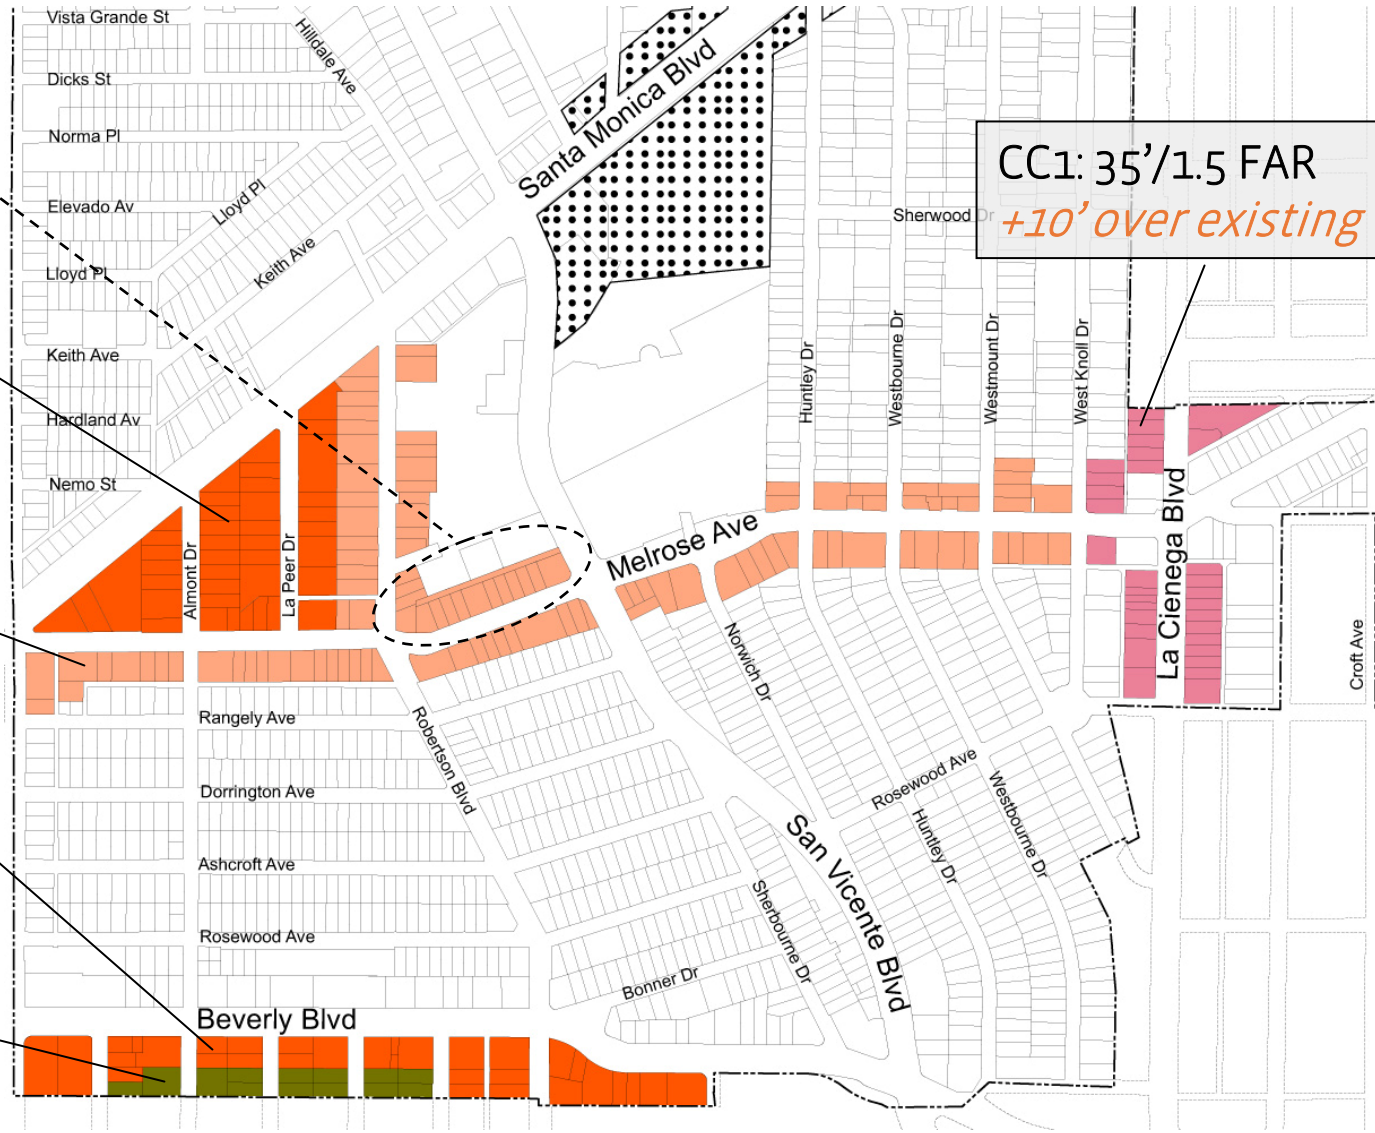 Vista Grande St
Hilldale Ave
Dicks St
Norma Pl
Santa Monica Blvd
CC1: 35’/1.5 FAR
+10’ over existing
Elevado Av
Lloyd Pl
Sherwood Dr
Keith Ave
Lloyd Pl
Keith Ave
Huntley Dr
Westbourne Dr
Westmount Dr
West Knoll Dr
Hardland Av
Nemo St
La Cienega Blvd
Almont Dr
La Peer Dr
Melrose Ave
Croft Ave
Norwich Dr
Rangely Ave
Robertson Blvd
Dorrington Ave
Rosewood Ave
Westbourne Dr
Huntley Dr
San Vicente Blvd
Ashcroft Ave
Sherbourne Dr
Rosewood Ave
Bonner Dr
Beverly Blvd